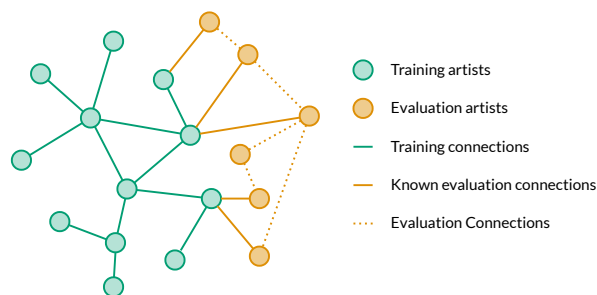 Training artists
Evaluation artists
Training connections
Known evaluation connections
Evaluation Connections